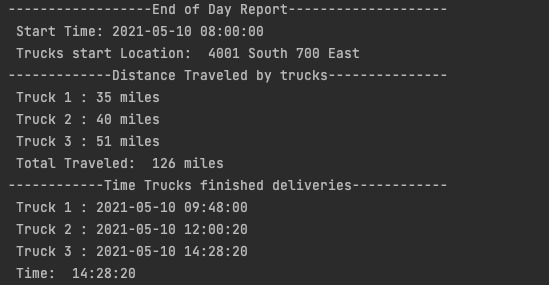 ------------------End of Day Report--------------------
Start Time: 2021-05-10 08:00:00
Trucks start Location:  4001 South 700 East
-------------Distance Traveled by trucks---------------
Truck 1 : 35 miles
Truck 2 : 40 miles
Truck 3 : 51 miles
Total Traveled:  126 miles
------------Time Trucks finished deliveries------------
Truck 1 : 2021-05-10 09:48:00
Truck 2 : 2021-05-10 12:00:20
Truck 3 : 2021-05-10 14:28:20
Time:  14:28:20